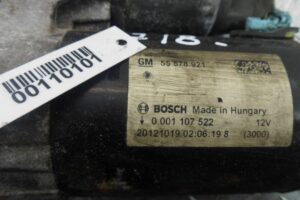 00110101
718-
GM 55 578 921
BOSCH Made in Hungary
0 001 107 522 12V
20121019 02:06.19 8 (3000)